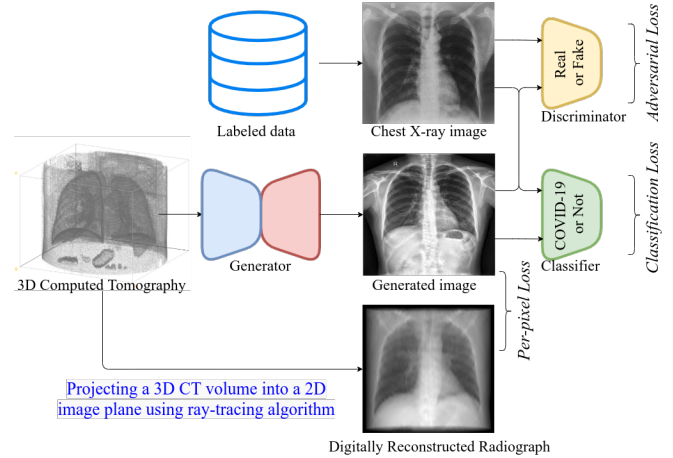 Labeled data
Chest X-ray image
Real
or Fake
Discriminator
Adversarial Loss
3D Computed Tomography
Generator
Generated image
COVID-19
or Not
Classifier
Classification Loss
Per-pixel Loss
Projecting a 3D CT volume into a 2D
image plane using ray-tracing algorithm
Digitally Reconstructed Radiograph